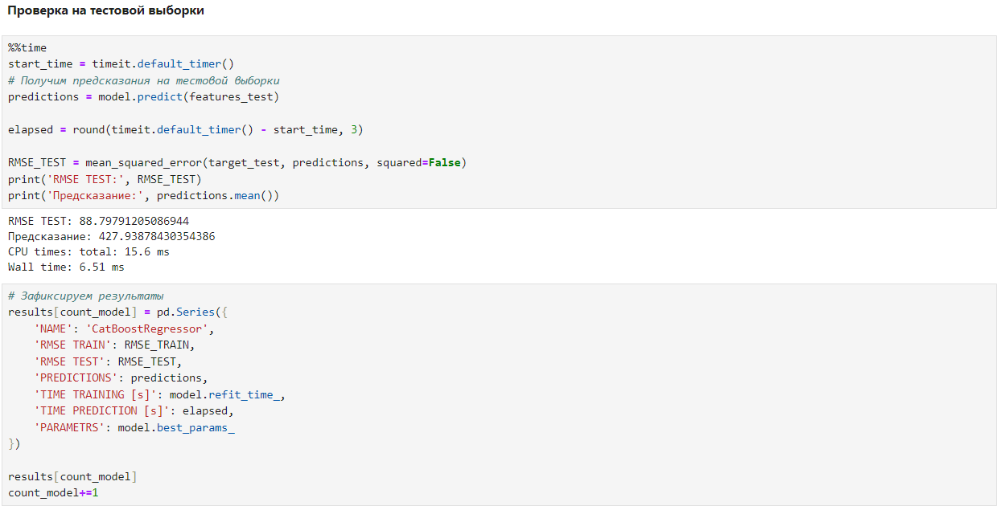 Проверка на тестовой выборки
%%time
start_time = timeit.default_timer()
# Получим предсказания на тестовой выборки
predictions = model.predict(features_test)
elapsed = round(timeit.default_timer() - start_time, 3)
RMSE_TEST = mean_squared_error(target_test, predictions, squared=False)
print('RMSE TEST:', RMSE_TEST)
print('Предсказание:', predictions.mean())
RMSE TEST: 88.79791205086944
Предсказание: 427.93878430354386
CPU times: total: 15.6 ms
Wall time: 6.51 ms
# Зафиксируем результаты
results[count_model] = pd.Series({
    'NAME': 'CatBoostRegressor',
    'RMSE TRAIN': RMSE_TRAIN,
    'RMSE TEST': RMSE_TEST,
    'PREDICTIONS': predictions,
    'TIME TRAINING [s]': model.refit_time_,
    'TIME PREDICTION [s]': elapsed,
    'PARAMETRS': model.best_params_
})
results[count_model]
count_model+=1